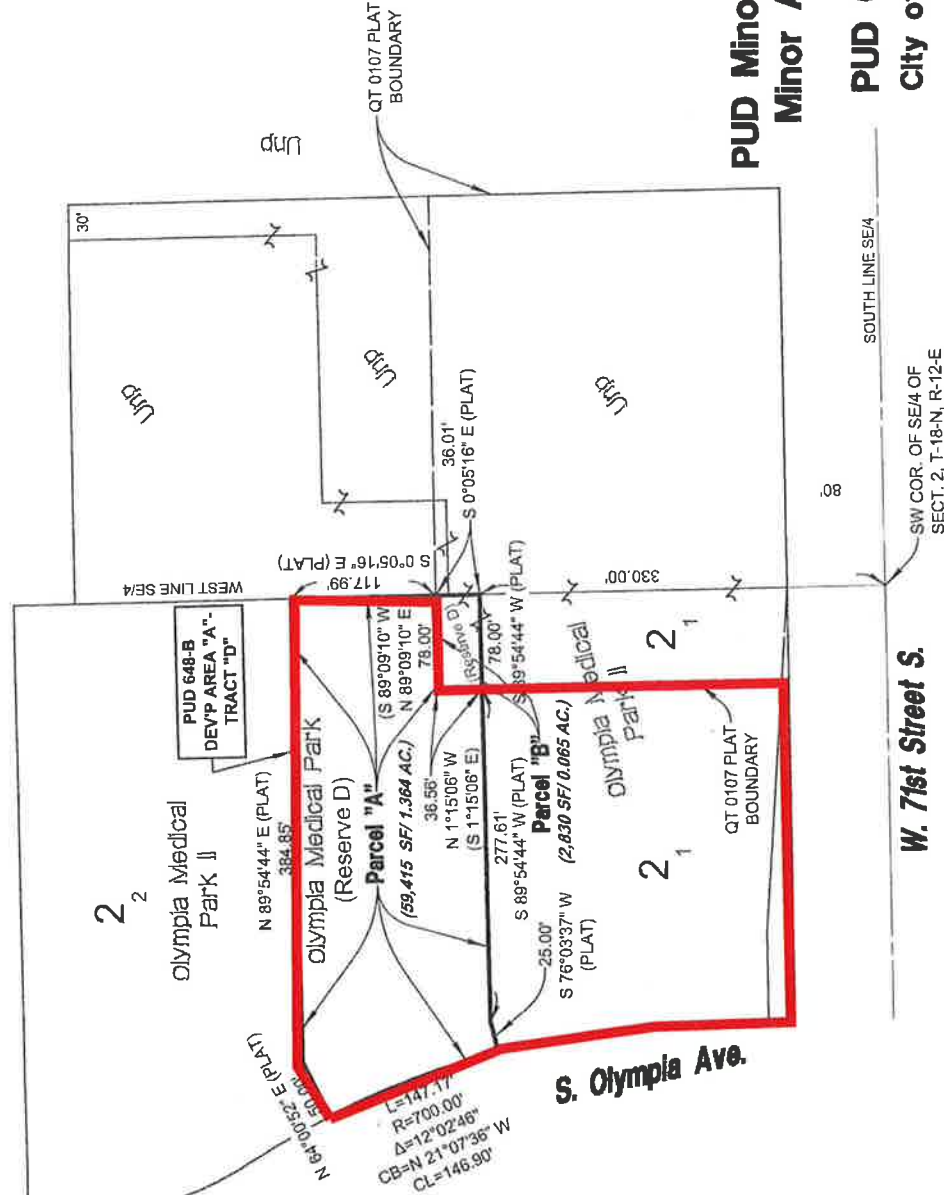 QT 0107 PLAT
BOUNDARY
Unp
30'
Unp
Unp
Unp
PUD Mino
Minor A
PUD
City of
SOUTH LINE SE/4
SW COR. OF SE/4 OF
SECT. 2, T-18-N, R-12-E
80'
330.00'
WEST LINE SE/4
S 0°05'16" E (PLAT)
117.99'
36.01'
S 0°05'16" E (PLAT)
PUD 648-B
DEV'P AREA "A"-
TRACT "D"
2
2
Olympia Medical
Park II
N 89°54'44" E (PLAT)
384.85'
Olympia Medical Park
(Reserve D)
Parcel "A"
(59,415 SF/ 1.364 AC.)
(S 89°09'10" W
N 89°09'10" E
78.00'
(Reserve D)
78.00'
S 89°54'44" W (PLAT)
36.56'
N 1°15'06" W
(S 1°15'06" E)
277.61'
S 89°54'44" W (PLAT)
Parcel "B"
(2,830 SF/ 0.065 AC.)
25.00'
S 76°03'37" W
(PLAT)
Olympia Medical
Park II
2
1
2
1
QT 0107 PLAT
BOUNDARY
N 64°00'52" E (PLAT)
50.00'
L=147.17'
R=700.00'
Δ=12°02'46"
CB=N 21°07'36" W
CL=146.90'
S. Olympia Ave.
W. 71st Street S.